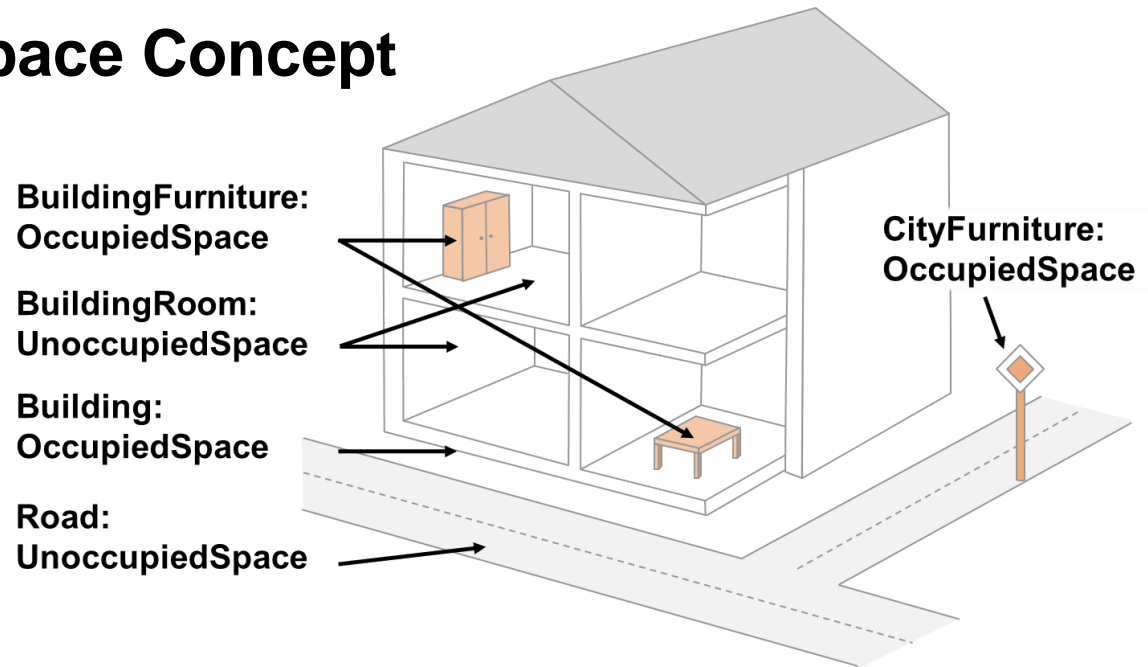 pace Concept
BuildingFurniture:
OccupiedSpace
BuildingRoom:
UnoccupiedSpace
Building:
OccupiedSpace
Road:
UnoccupiedSpace
CityFurniture:
OccupiedSpace